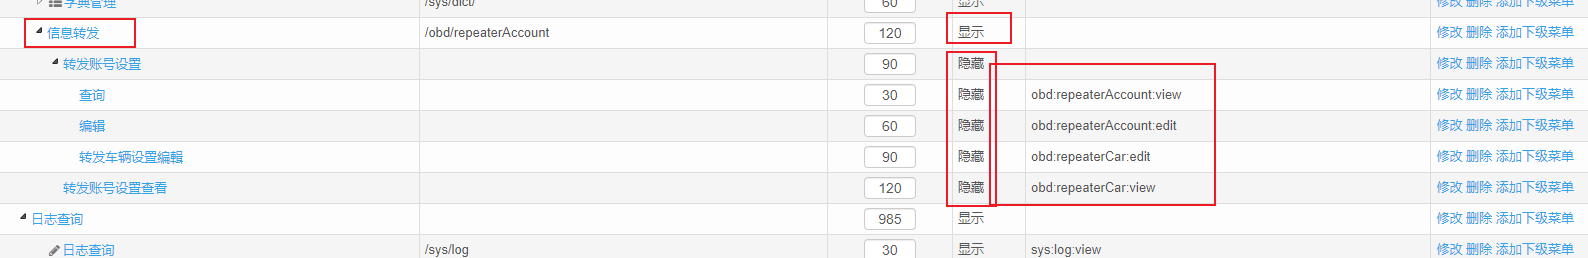 字典管理 /sys/dict/ 60 显示 修改 删除 添加下级菜单
信息转发 /obd/repeaterAccount 120 显示 修改 删除 添加下级菜单
转发账号设置 90 隐藏 修改 删除 添加下级菜单
查询 30 隐藏 obd:repeaterAccount:view 修改 删除 添加下级菜单
编辑 60 隐藏 obd:repeaterAccount:edit 修改 删除 添加下级菜单
转发车辆设置编辑 90 隐藏 obd:repeaterCar:edit 修改 删除 添加下级菜单
转发账号设置查看 120 隐藏 obd:repeaterCar:view 修改 删除 添加下级菜单
日志查询 985 显示 修改 删除 添加下级菜单
日志查询 /sys/log 30 显示 sys:log:view 修改 删除 添加下级菜单